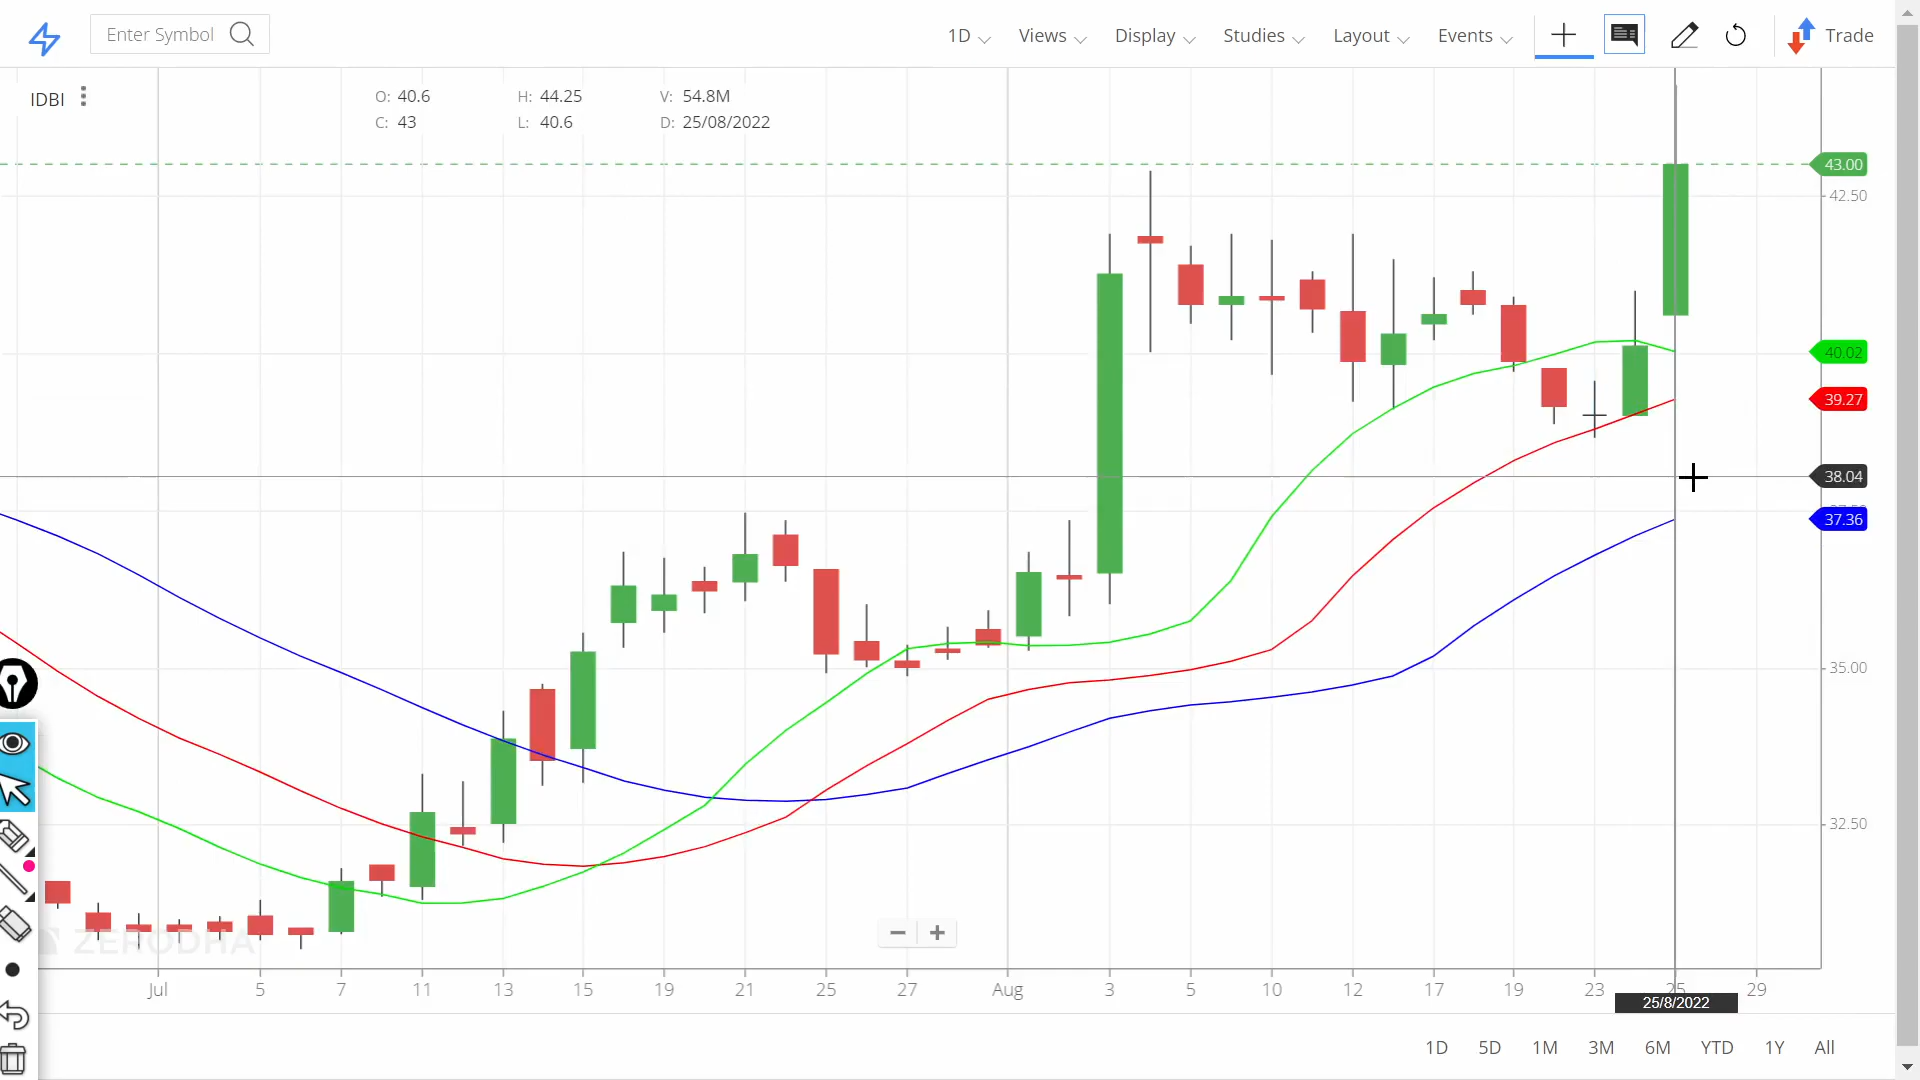 Enter Symbol
1D Views Display Studies Layout Events Trade
IDBI
O: 40.6 H: 44.25 V: 54.8M
C: 43 L: 40.6 D: 25/08/2022
43.00
42.50
40.02
39.27
38.04
37.36
35.00
32.50
ZERODHA
Jul 5 7 11 13 15 19 21 25 27 Aug 3 5 10 12 17 19 23 25 29
25/8/2022
1D 5D 1M 3M 6M YTD 1Y All